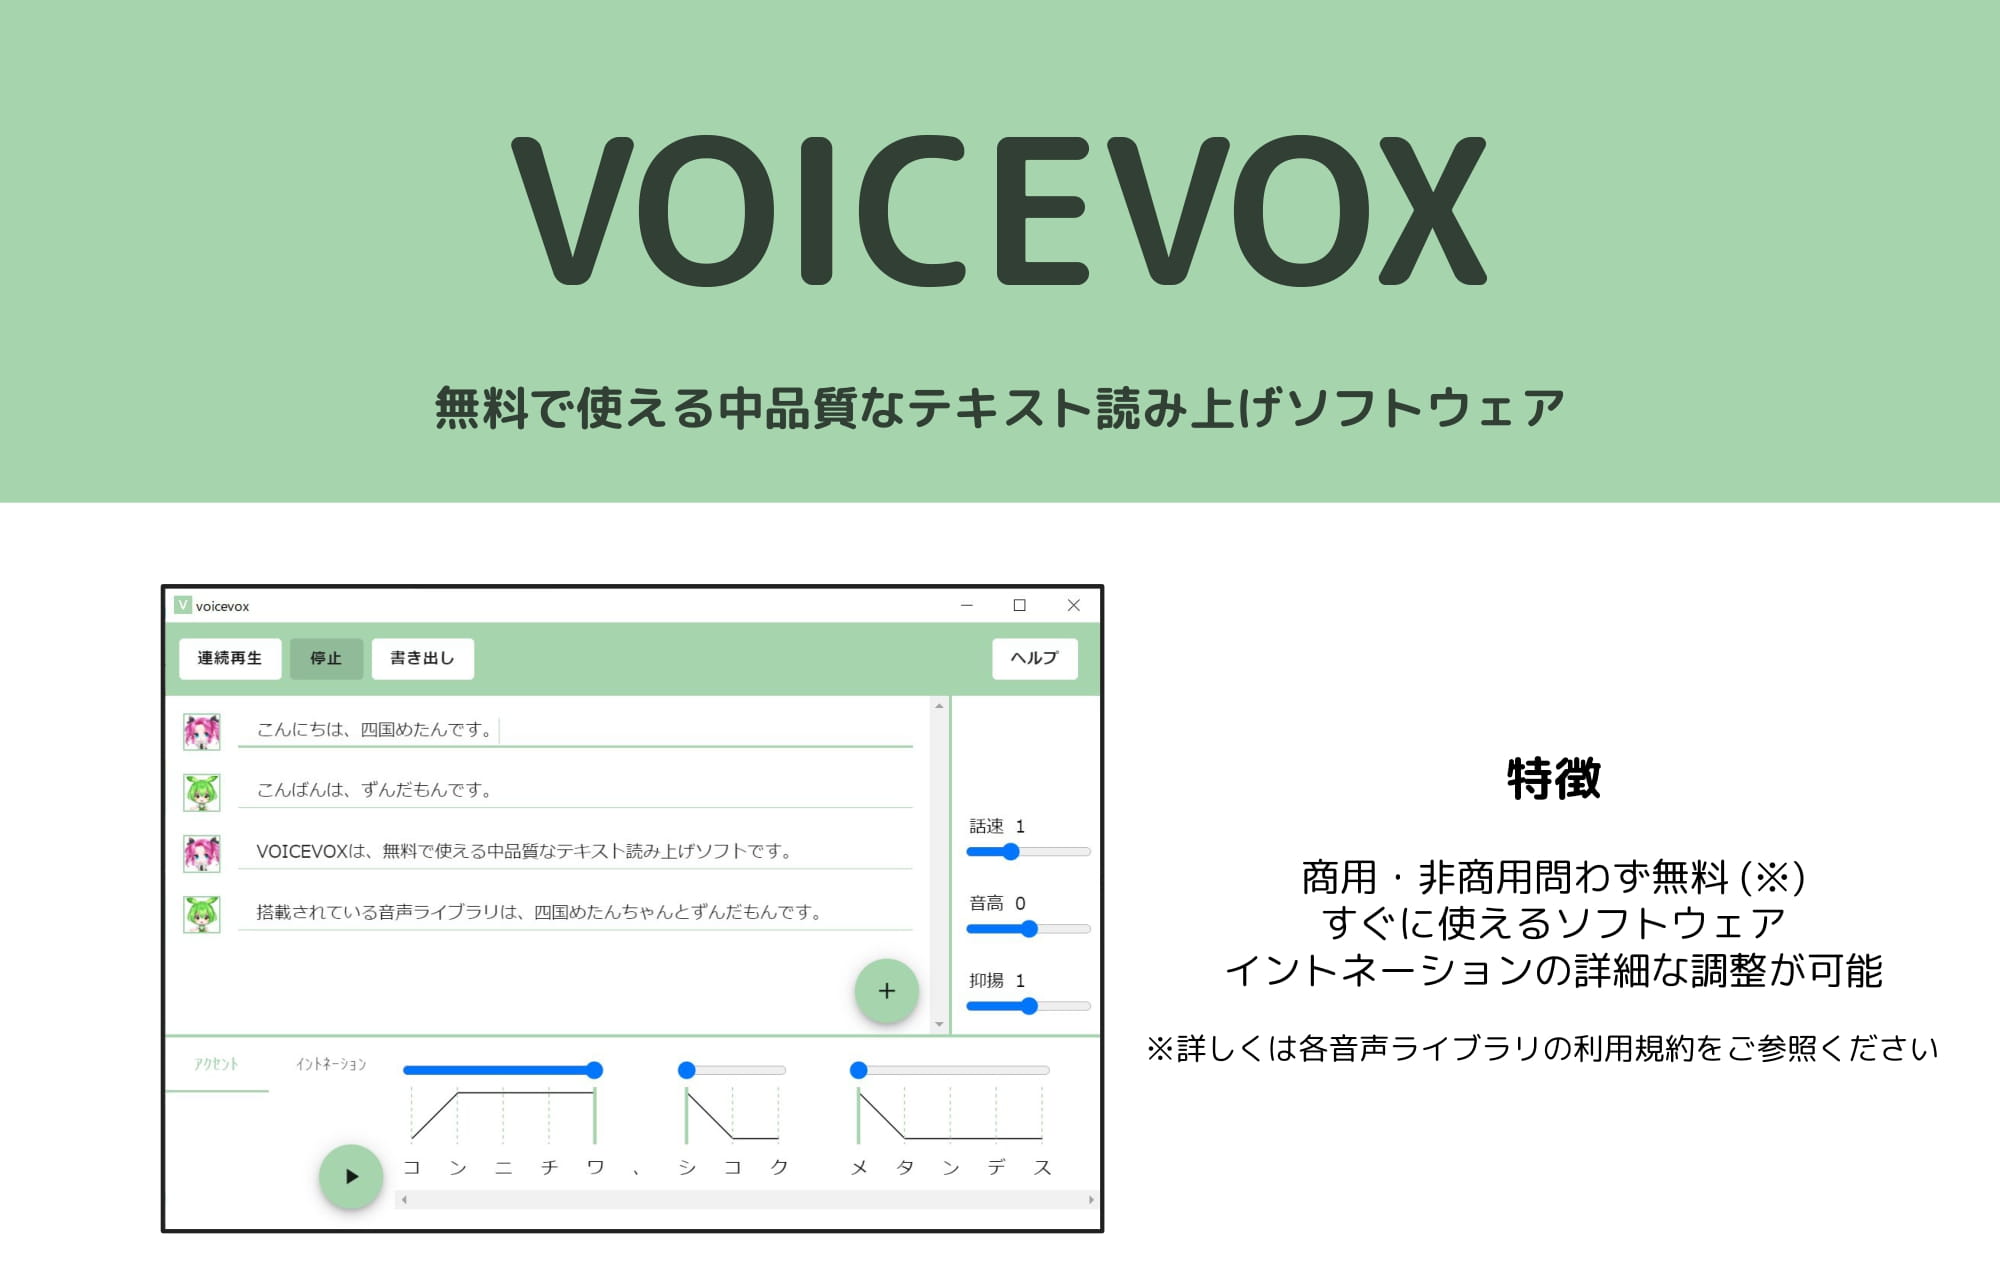 VOICEVOX
無料で使える中品質なテキスト読み上げソフトウェア
V voicevox
連続再生 停止 書き出し ヘルプ
こんにちは、四国めたんです。
こんばんは、ずんだもんです。
VOICEVOXは、無料で使える中品質なテキスト読み上げソフトです。
搭載されている音声ライブラリは、四国めたんちゃんとずんだもんです。
+
話速 1
音高 0
抑揚 1
アクセント イントネーション
コ ン ニ チ ワ 、 シ コ ク メ タ ン デ ス
特徴
商用・非商用問わず無料 (※)
すぐに使えるソフトウェア
イントネーションの詳細な調整が可能
※詳しくは各音声ライブラリの利用規約をご参照ください